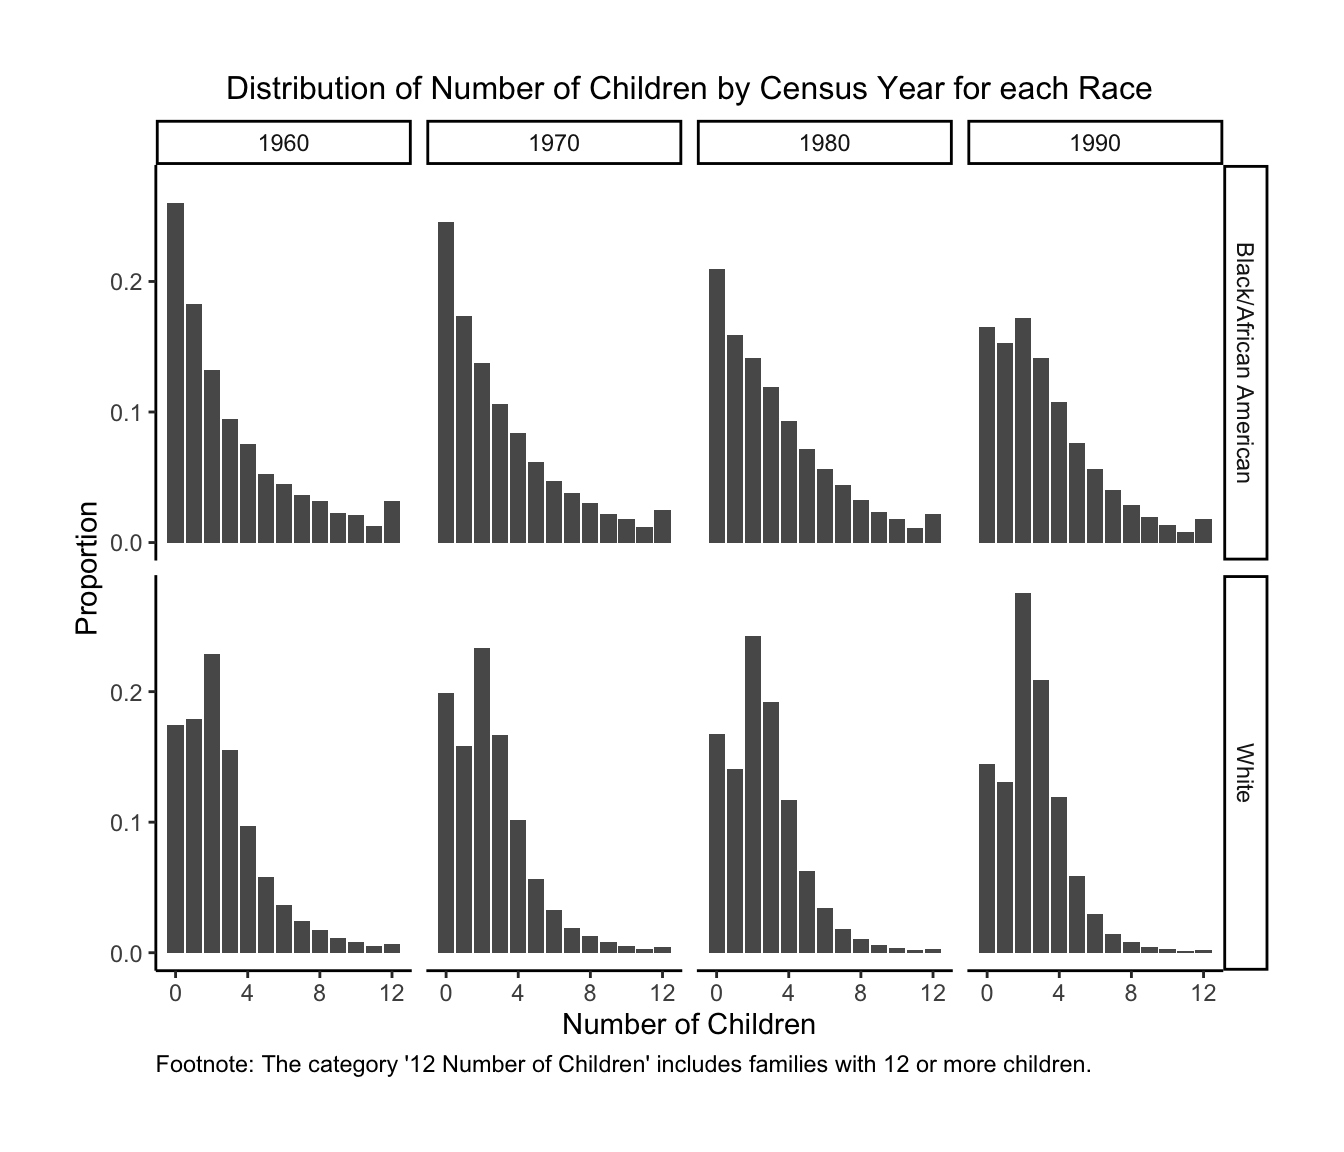 Distribution of Number of Children by Census Year for each Race
1960
1970
1980
1990
Black/African American
0.2
0.1
0.0
Proportion
White
0.2
0.1
0.0
0 4 8 12
0 4 8 12
0 4 8 12
0 4 8 12
Number of Children
Footnote: The category '12 Number of Children' includes families with 12 or more children.